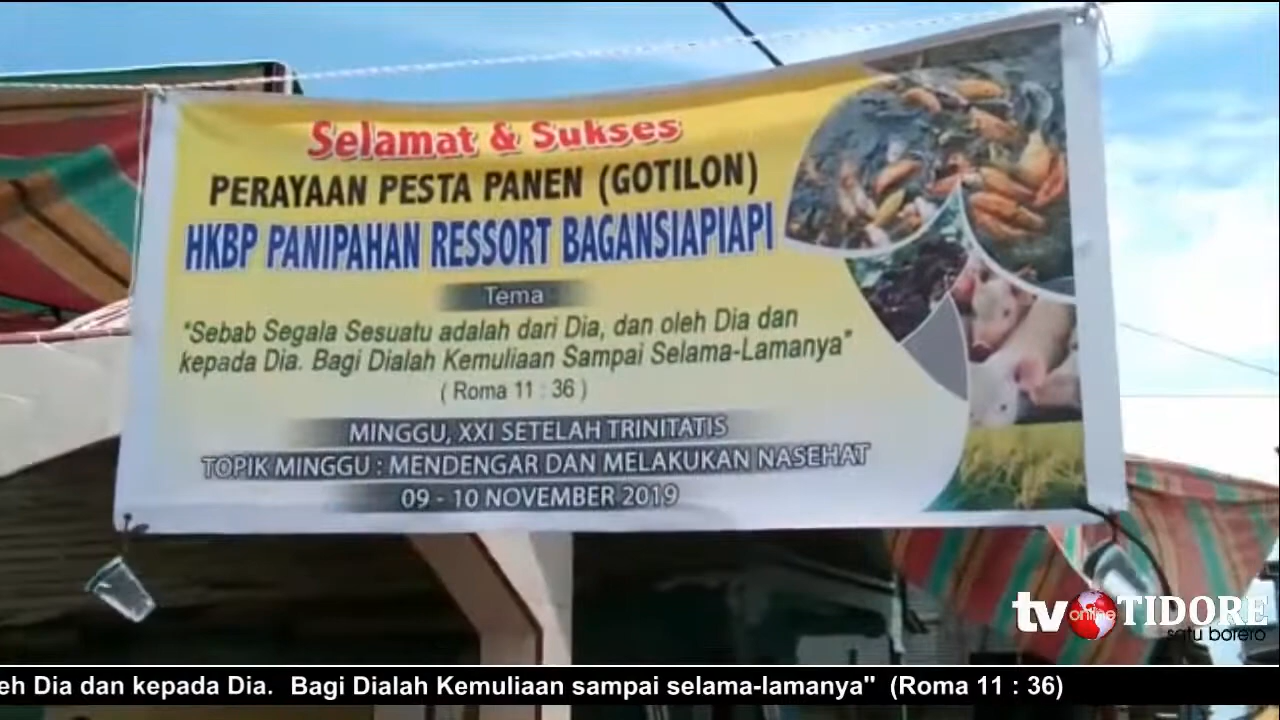 Selamat & Sukses
PERAYAAN PESTA PANEN (GOTILON)
HKBP PANIPAHAN RESSORT BAGANSIAPIAPI
Tema
"Sebab Segala Sesuatu adalah dari Dia, dan oleh Dia dan
kepada Dia. Bagi Dialah Kemuliaan Sampai Selama-Lamanya"
( Roma 11 : 36 )
MINGGU, XXI SETELAH TRINITATIS
TOPIK MINGGU : MENDENGAR DAN MELAKUKAN NASEHAT
09 - 10 NOVEMBER 2019
tv online TIDORE
satu borero
eh Dia dan kepada Dia. Bagi Dialah Kemuliaan sampai selama-lamanya" (Roma 11 : 36)